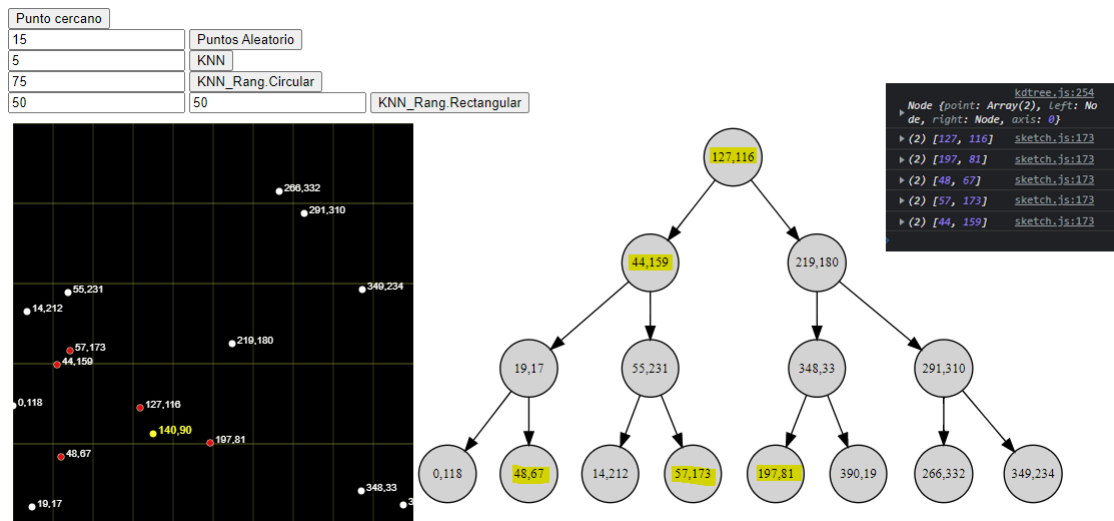 Punto cercano
15 Puntos Aleatorio
5 KNN
75 KNN_Rang.Circular
50 50 KNN_Rang.Rectangular
266,332
291,310
349,234
55,231
14,212
219,180
57,173
44,159
0,118
127,116
140,90
197,81
48,67
348,33
19,17
3
127,116
44,159 219,180
19,17 55,231 348,33 291,310
0,118 48,67 14,212 57,173 197,81 390,19 266,332 349,234
kdtree.js:254
Node {point: Array(2), left: No
de, right: Node, axis: 0}
(2) [127, 116] sketch.js:173
(2) [197, 81] sketch.js:173
(2) [48, 67] sketch.js:173
(2) [57, 173] sketch.js:173
(2) [44, 159] sketch.js:173